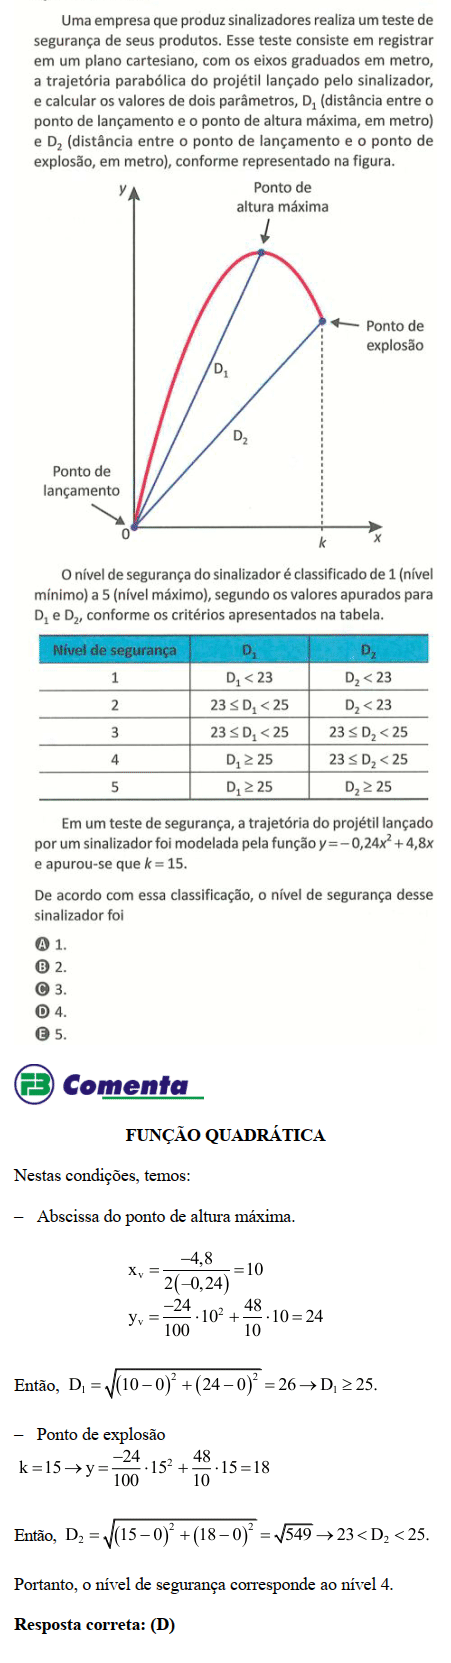 Uma empresa que produz sinalizadores realiza um teste de
segurança de seus produtos. Esse teste consiste em registrar
em um plano cartesiano, com os eixos graduados em metro,
a trajetória parabólica do projétil lançado pelo sinalizador,
e calcular os valores de dois parâmetros, D₁ (distância entre o
ponto de lançamento e o ponto de altura máxima, em metro)
e D₂ (distância entre o ponto de lançamento e o ponto de
explosão, em metro), conforme representado na figura.
y
Ponto de
altura máxima
Ponto de
explosão
D₁
D₂
Ponto de
lançamento
0
k
x
O nível de segurança do sinalizador é classificado de 1 (nível
mínimo) a 5 (nível máximo), segundo os valores apurados para
D₁ e D₂, conforme os critérios apresentados na tabela.
Nível de segurança D₁ D₂
1 D₁ < 23 D₂ < 23
2 23 ≤ D₁ < 25 D₂ < 23
3 23 ≤ D₁ < 25 23 ≤ D₂ < 25
4 D₁ ≥ 25 23 ≤ D₂ < 25
5 D₁ ≥ 25 D₂ ≥ 25
Em um teste de segurança, a trajetória do projétil lançado
por um sinalizador foi modelada pela função y = – 0,24x² + 4,8x
e apurou-se que k = 15.
De acordo com essa classificação, o nível de segurança desse
sinalizador foi
A 1.
B 2.
C 3.
D 4.
E 5.
FB Comenta
FUNÇÃO QUADRÁTICA
Nestas condições, temos:
– Abscissa do ponto de altura máxima.
xᵥ = −4,8 / 2(−0,24) = 10
yᵥ = −24/100 · 10² + 48/10 · 10 = 24
Então, D₁ = √((10 − 0)² + (24 − 0)²) = 26 → D₁ ≥ 25.
– Ponto de explosão
k = 15 → y = −24/100 · 15² + 48/10 · 15 = 18
Então, D₂ = √((15 − 0)² + (18 − 0)²) = √549 → 23 < D₂ < 25.
Portanto, o nível de segurança corresponde ao nível 4.
Resposta correta: (D)